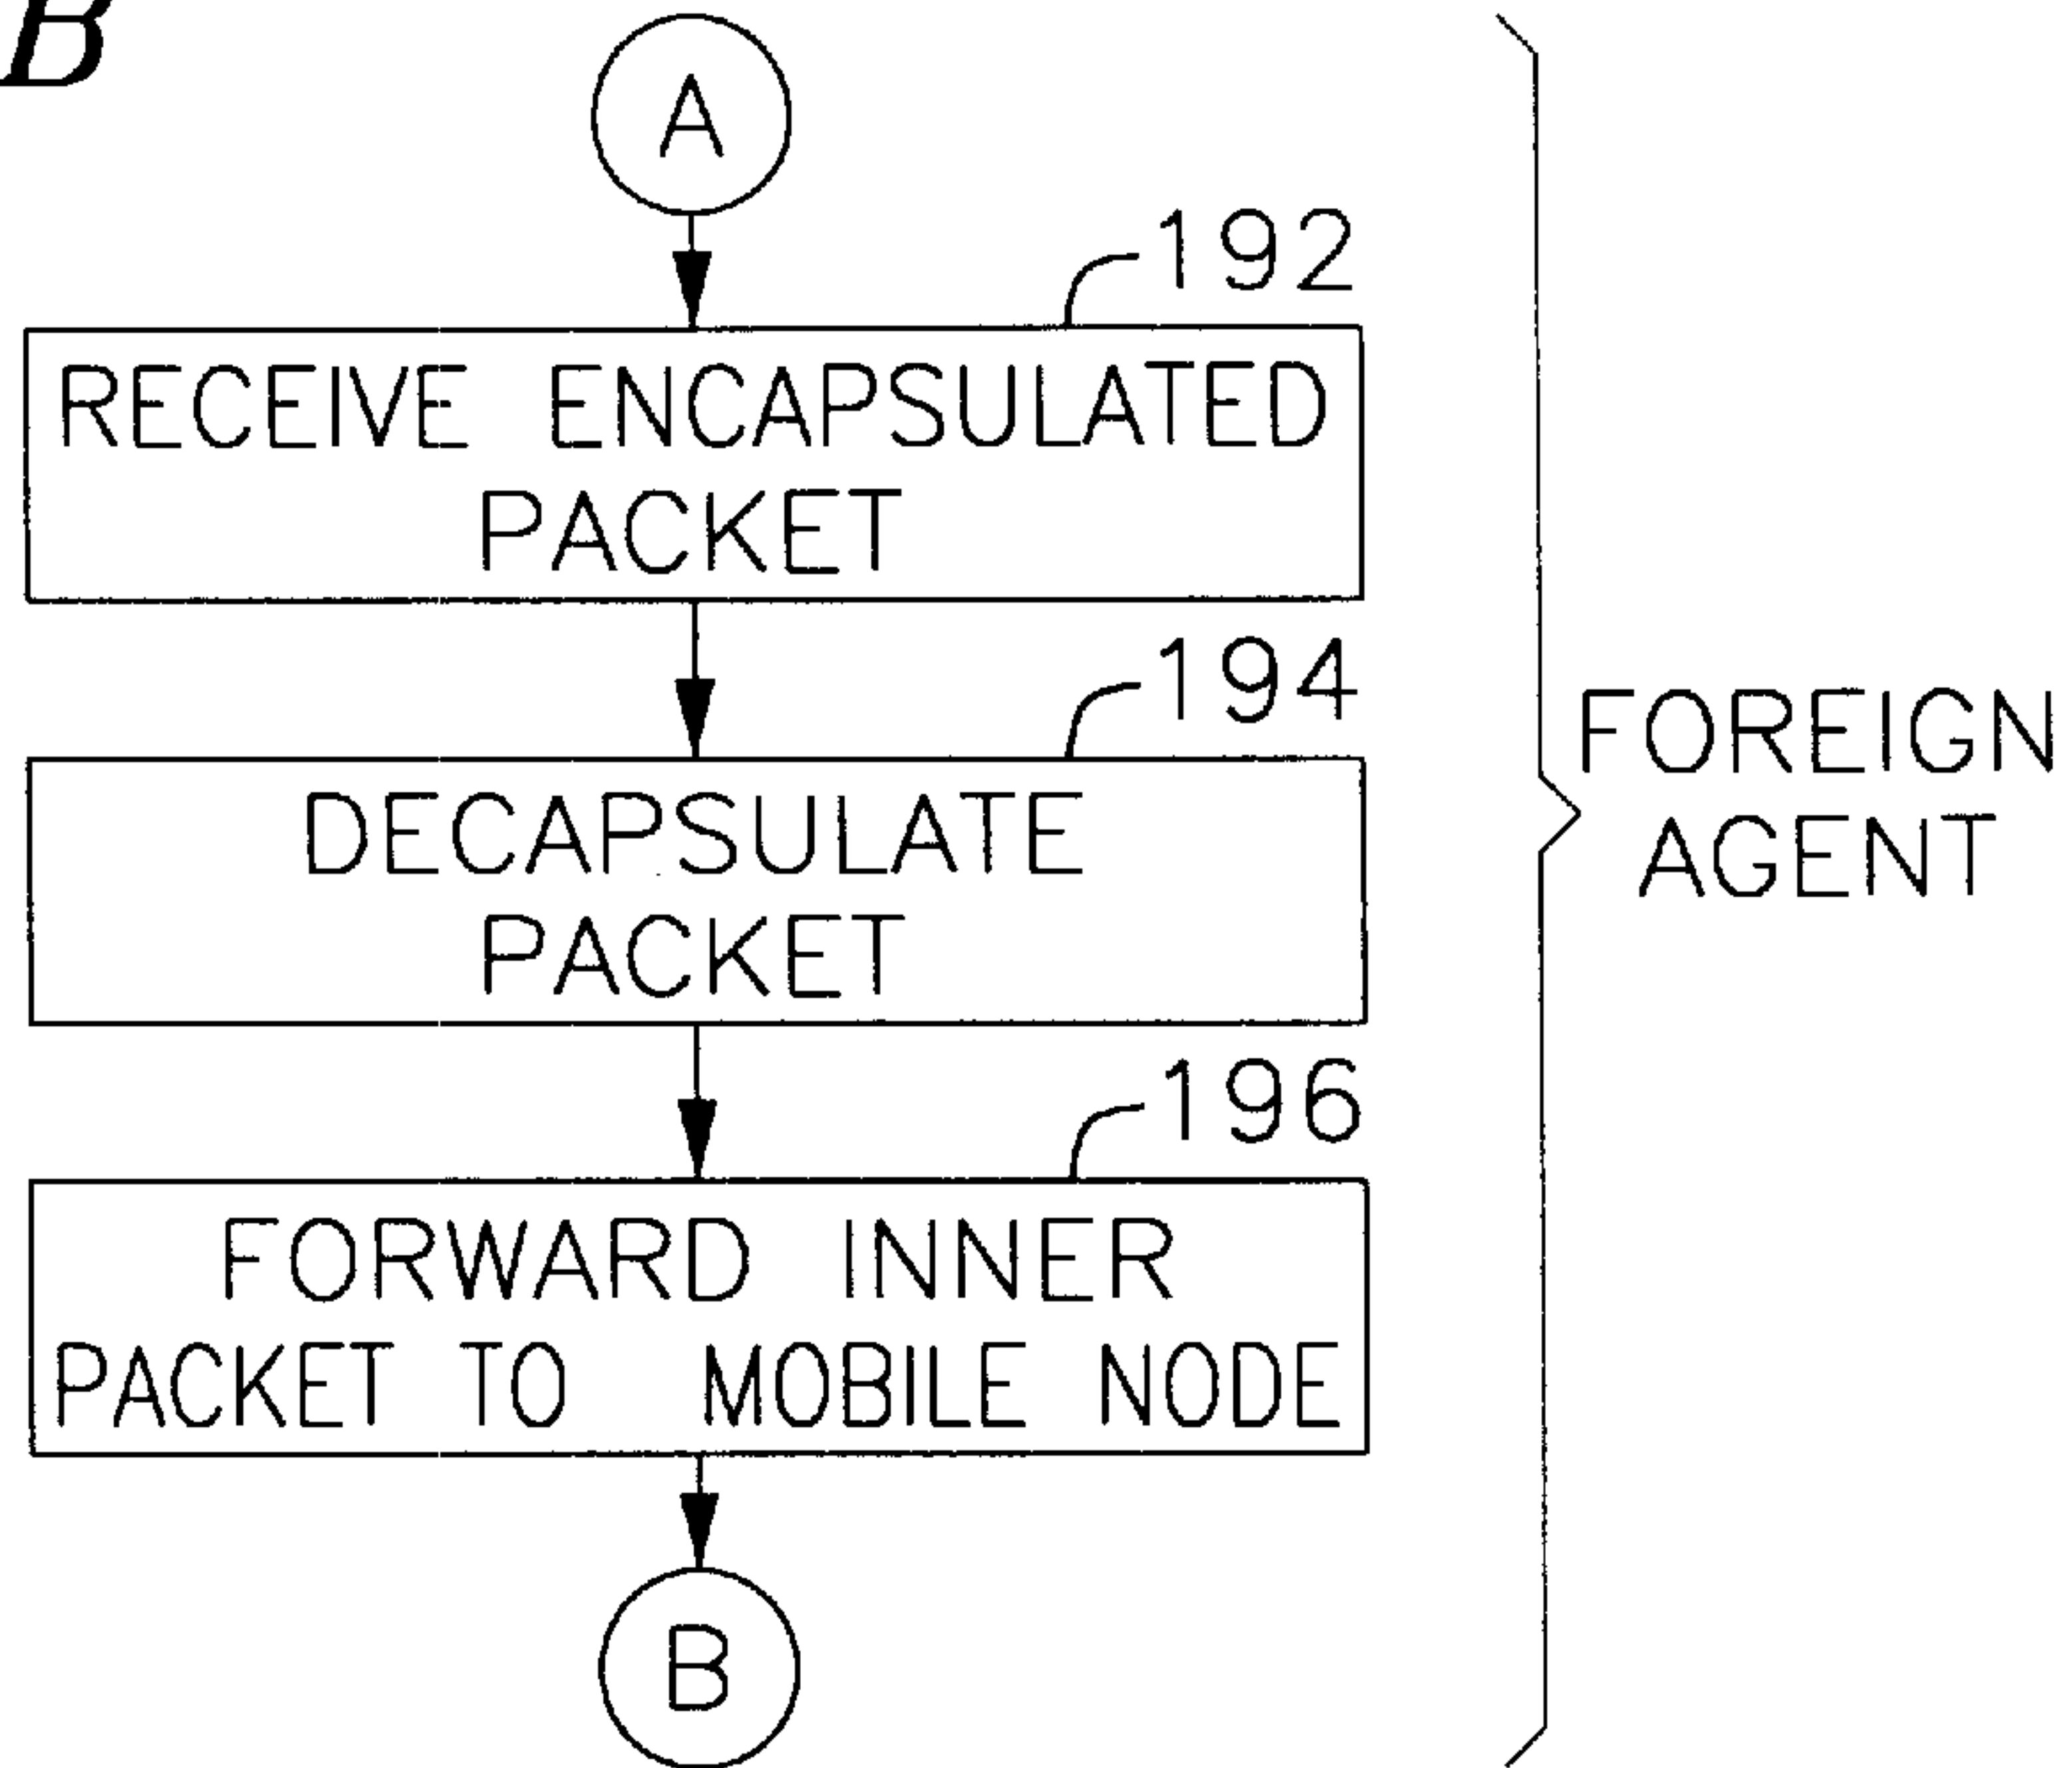 B
A
192
RECEIVE ENCAPSULATED
PACKET
194
DECAPSULATE
PACKET
FOREIGN
AGENT
196
FORWARD INNER
PACKET TO MOBILE NODE
B